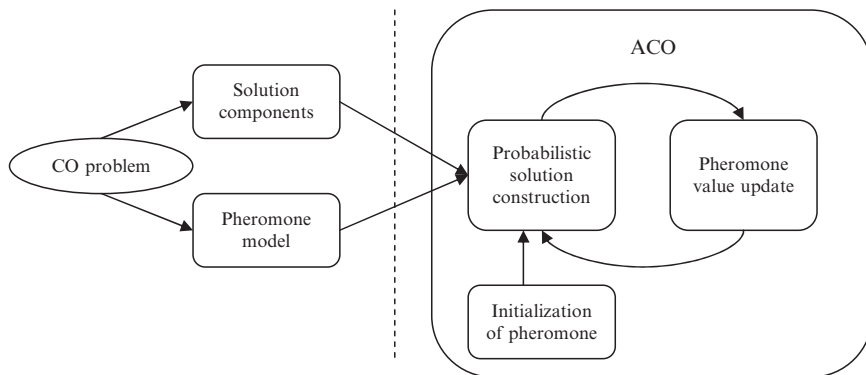 ACO
Solution
components
CO problem
Pheromone
model
Probabilistic
solution
construction
Pheromone
value update
Initialization
of pheromone